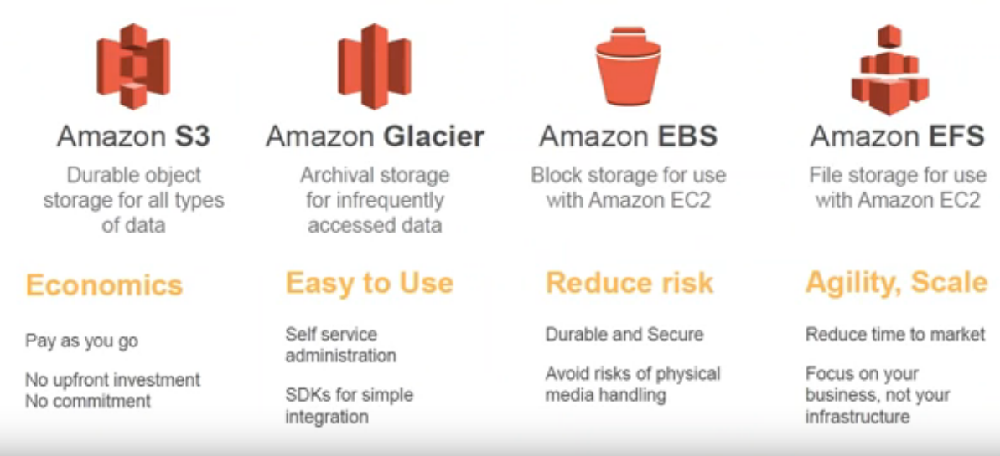 Amazon S3
Durable object
storage for all types
of data
Amazon Glacier
Archival storage
for infrequently
accessed data
Amazon EBS
Block storage for use
with Amazon EC2
Amazon EFS
File storage for use
with Amazon EC2
Economics
Pay as you go
No upfront investment
No commitment
Easy to Use
Self service
administration
SDKs for simple
integration
Reduce risk
Durable and Secure
Avoid risks of physical
media handling
Agility, Scale
Reduce time to market
Focus on your
business, not your
infrastructure